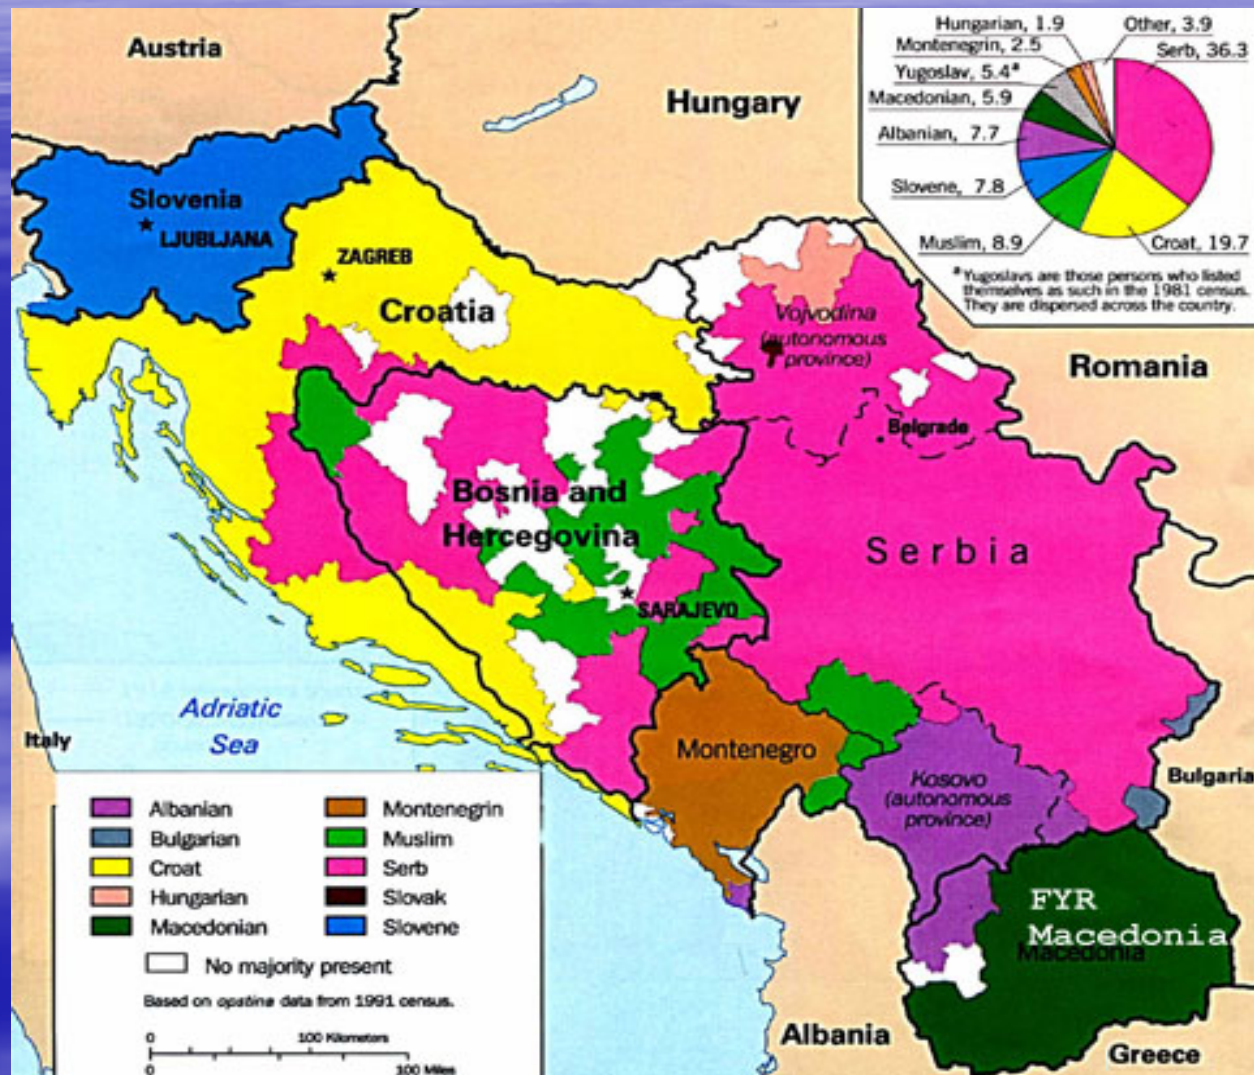 Austria
Hungary
Slovenia
LJUBLJANA
ZAGREB
Croatia
Vojvodina
(autonomous
province)
Romania
Belgrade
Bosnia and
Hercegovina
SARAJEVO
Serbia
Adriatic
Sea
Italy
Montenegro
Kosovo
(autonomous
province)
Bulgaria
FYR
Macedonia
Macedonia
Albania
Greece
Hungarian, 1.9
Other, 3.9
Montenegrin, 2.5
Serb, 36.3
Yugoslav, 5.4ª
Macedonian, 5.9
Albanian, 7.7
Slovene, 7.8
Muslim, 8.9
Croat, 19.7
ª Yugoslavs are those persons who listed
themselves as such in the 1981 census.
They are dispersed across the country.
Albanian
Bulgarian
Croat
Hungarian
Macedonian
Montenegrin
Muslim
Serb
Slovak
Slovene
No majority present
Based on opstina data from 1991 census.
0 100 Kilometers
0 100 Miles